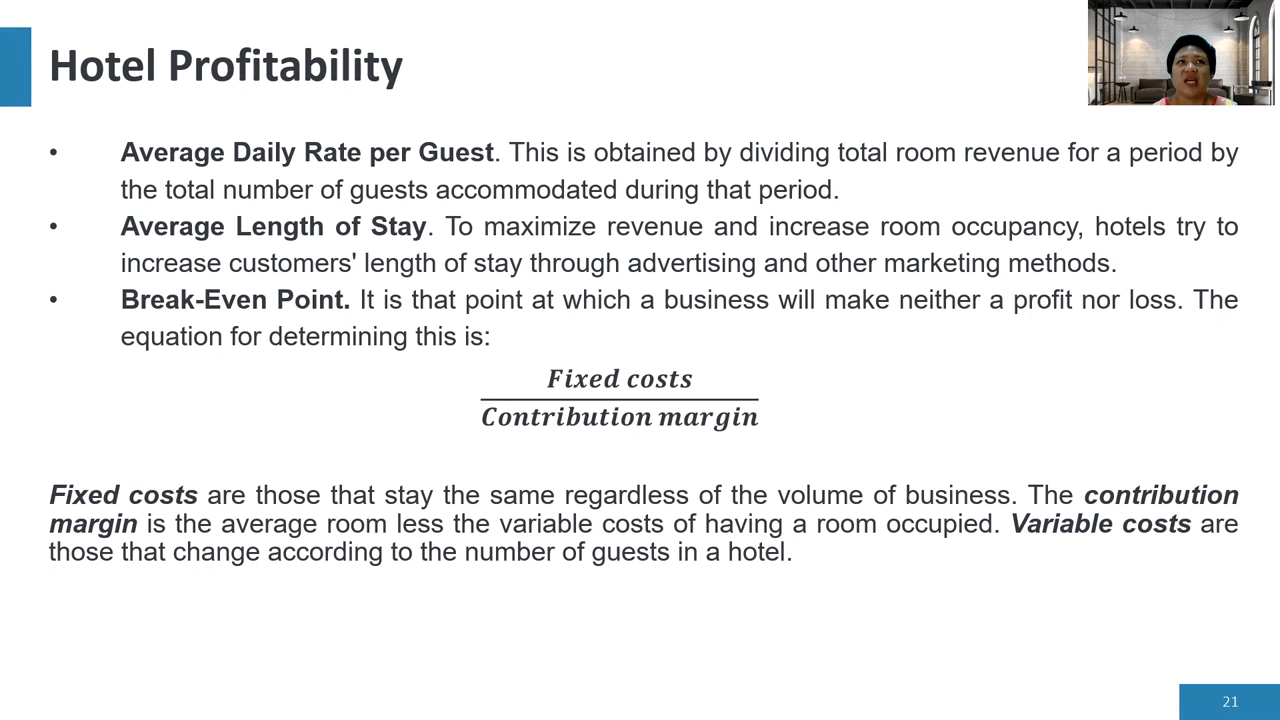 Hotel Profitability
• Average Daily Rate per Guest. This is obtained by dividing total room revenue for a period by
the total number of guests accommodated during that period.
• Average Length of Stay. To maximize revenue and increase room occupancy, hotels try to
increase customers' length of stay through advertising and other marketing methods.
• Break-Even Point. It is that point at which a business will make neither a profit nor loss. The
equation for determining this is:
Fixed costs
Contribution margin
Fixed costs are those that stay the same regardless of the volume of business. The contribution
margin is the average room less the variable costs of having a room occupied. Variable costs are
those that change according to the number of guests in a hotel.
21